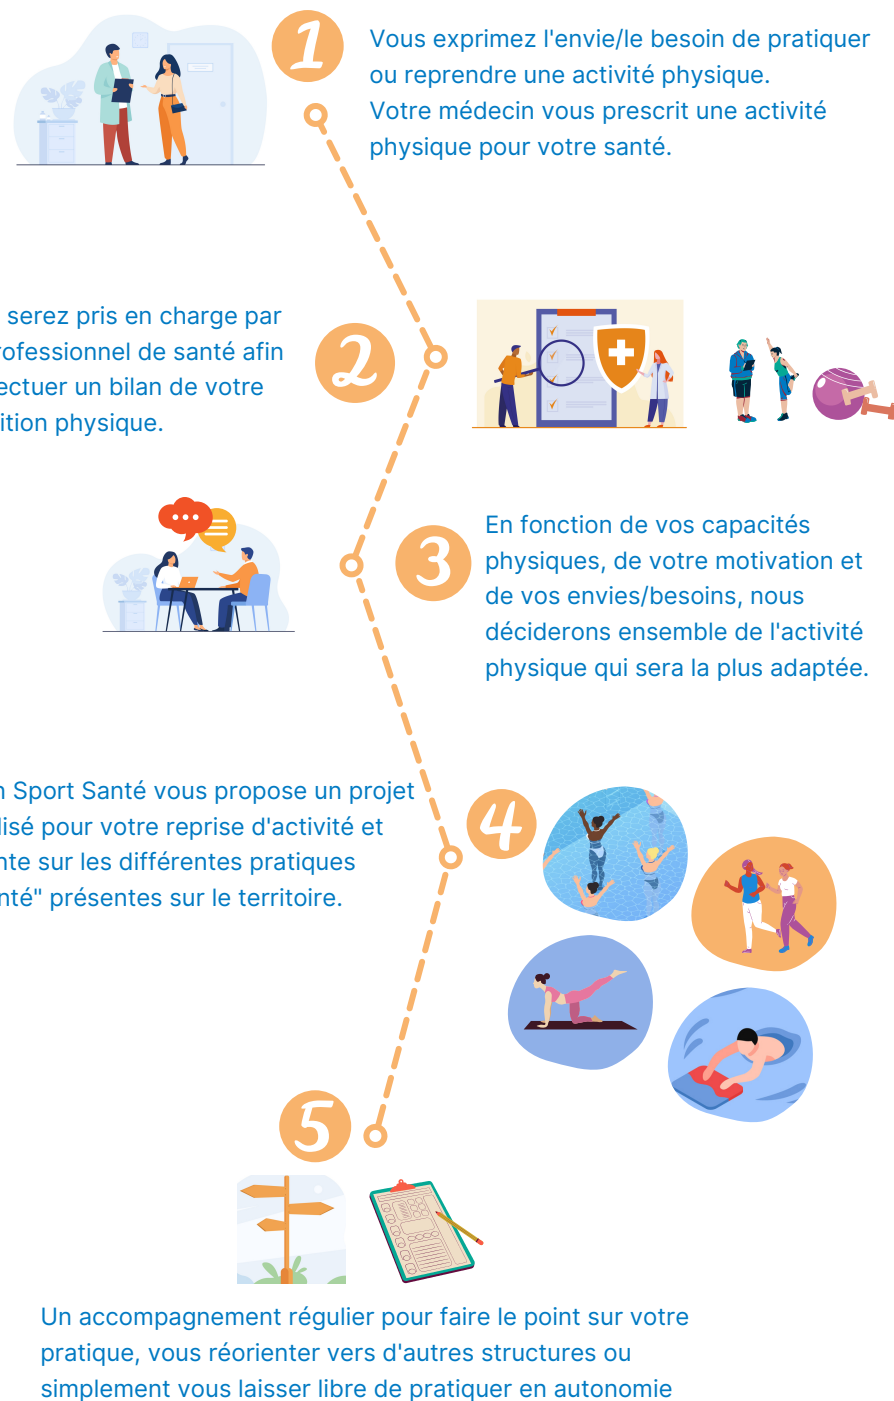 1
Vous exprimez l'envie/le besoin de pratiquer
ou reprendre une activité physique.
Votre médecin vous prescrit une activité
physique pour votre santé.
2
serez pris en charge par
rofessionnel de santé afin
ectuer un bilan de votre
ition physique.
3
En fonction de vos capacités
physiques, de votre motivation et
de vos envies/besoins, nous
déciderons ensemble de l'activité
physique qui sera la plus adaptée.
4
n Sport Santé vous propose un projet
lisé pour votre reprise d'activité et
nte sur les différentes pratiques
nté" présentes sur le territoire.
5
Un accompagnement régulier pour faire le point sur votre
pratique, vous réorienter vers d'autres structures ou
simplement vous laisser libre de pratiquer en autonomie